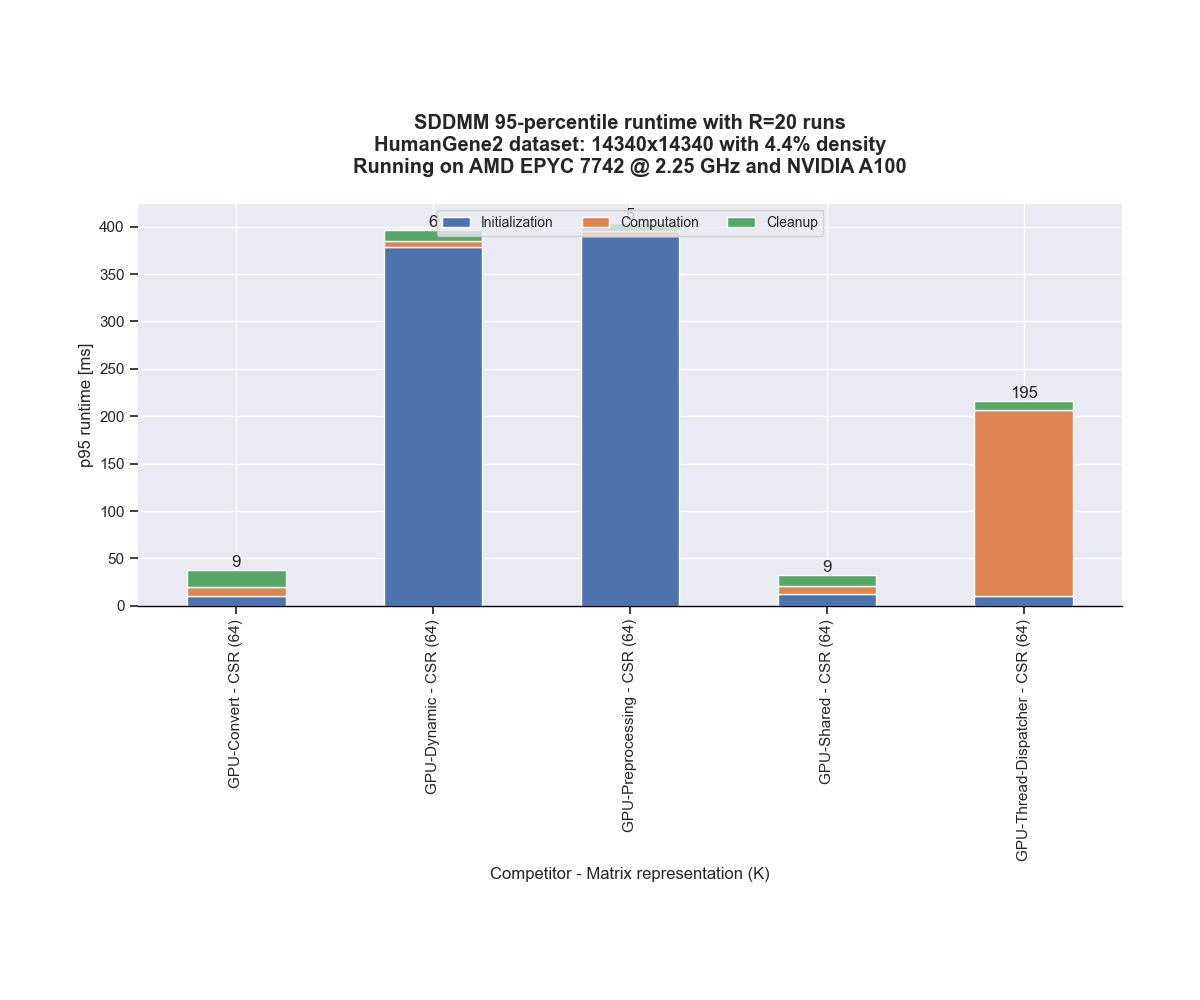 SDDMM 95-percentile runtime with R=20 runs
HumanGene2 dataset: 14340x14340 with 4.4% density
Running on AMD EPYC 7742 @ 2.25 GHz and NVIDIA A100
Initialization Computation Cleanup
6
5
195
9
9
400
350
300
250
200
150
100
50
0
p95 runtime [ms]
GPU-Convert - CSR (64)
GPU-Dynamic - CSR (64)
GPU-Preprocessing - CSR (64)
GPU-Shared - CSR (64)
GPU-Thread-Dispatcher - CSR (64)
Competitor - Matrix representation (K)